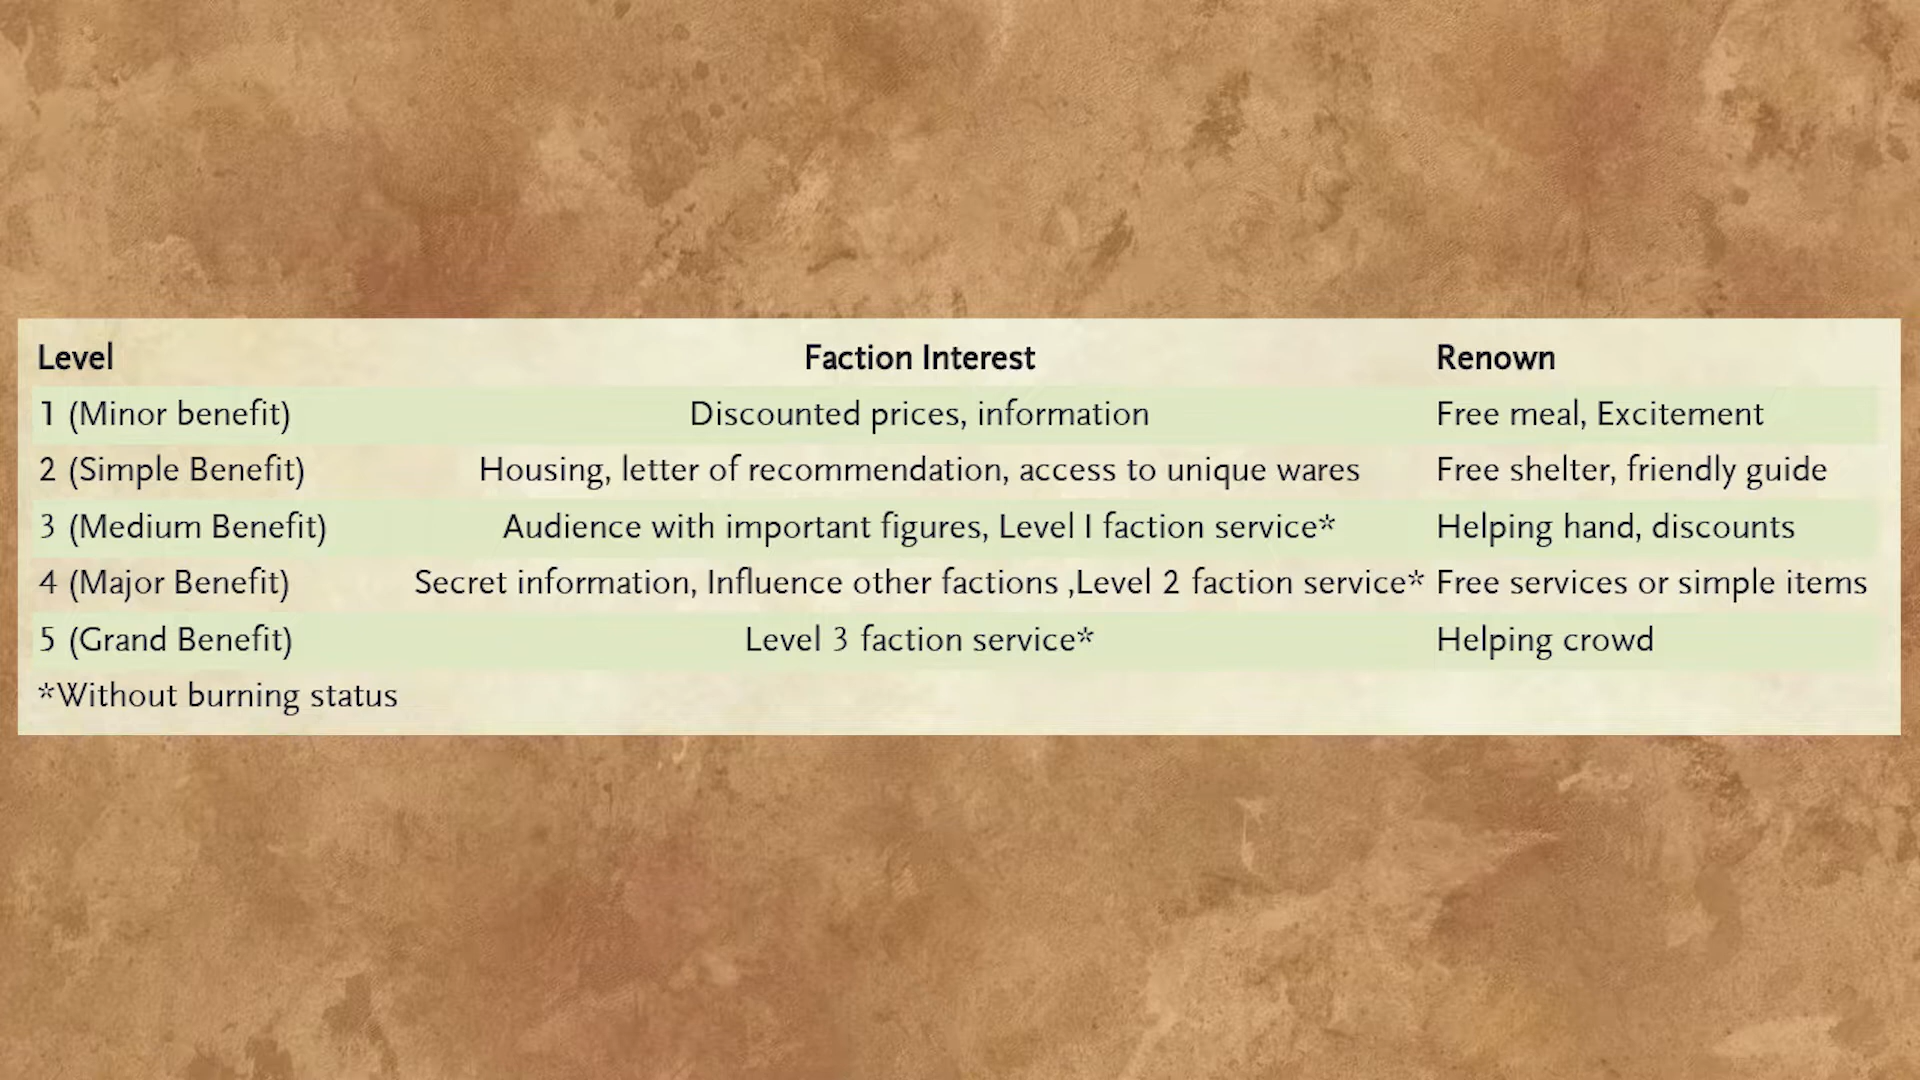 Level Faction Interest Renown
1 (Minor benefit) Discounted prices, information Free meal, Excitement
2 (Simple Benefit) Housing, letter of recommendation, access to unique wares Free shelter, friendly guide
3 (Medium Benefit) Audience with important figures, Level I faction service* Helping hand, discounts
4 (Major Benefit) Secret information, Influence other factions ,Level 2 faction service* Free services or simple items
5 (Grand Benefit) Level 3 faction service* Helping crowd
*Without burning status